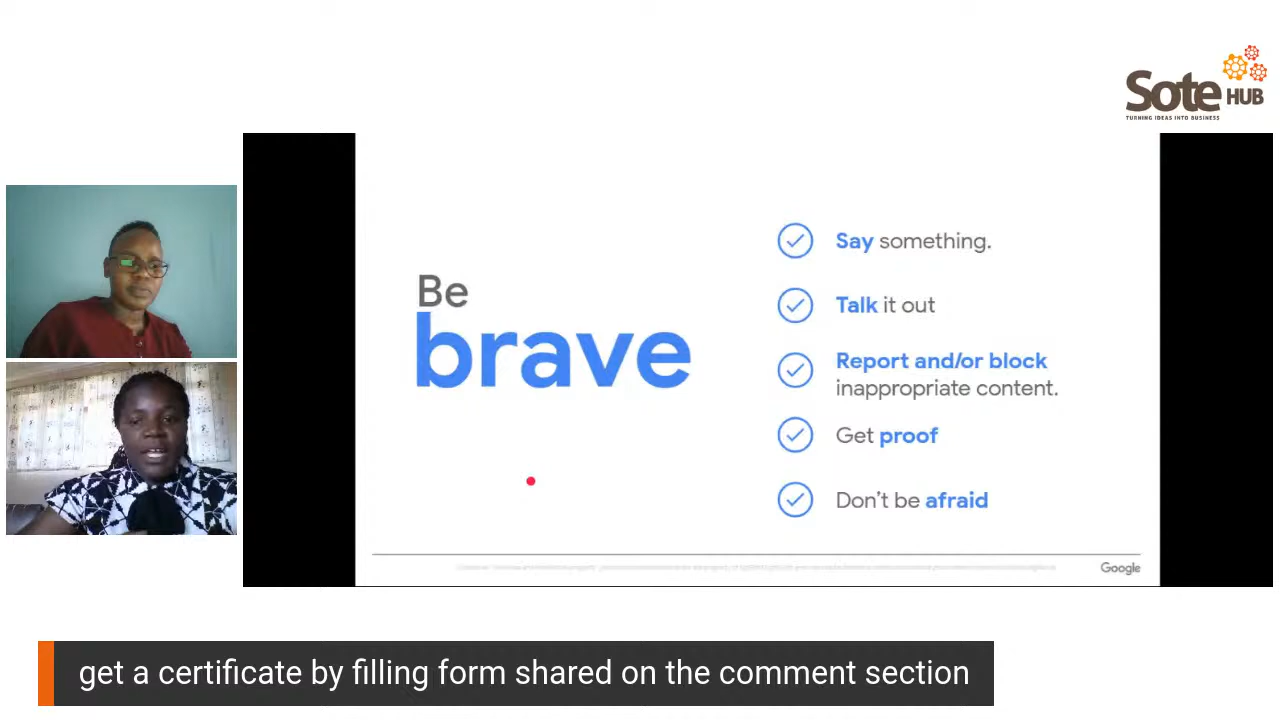 Sote HUB
TURNING IDEAS INTO BUSINESS
Be
brave
Say something.
Talk it out
Report and/or block
inappropriate content.
Get proof
Don't be afraid
Google
get a certificate by filling form shared on the comment section